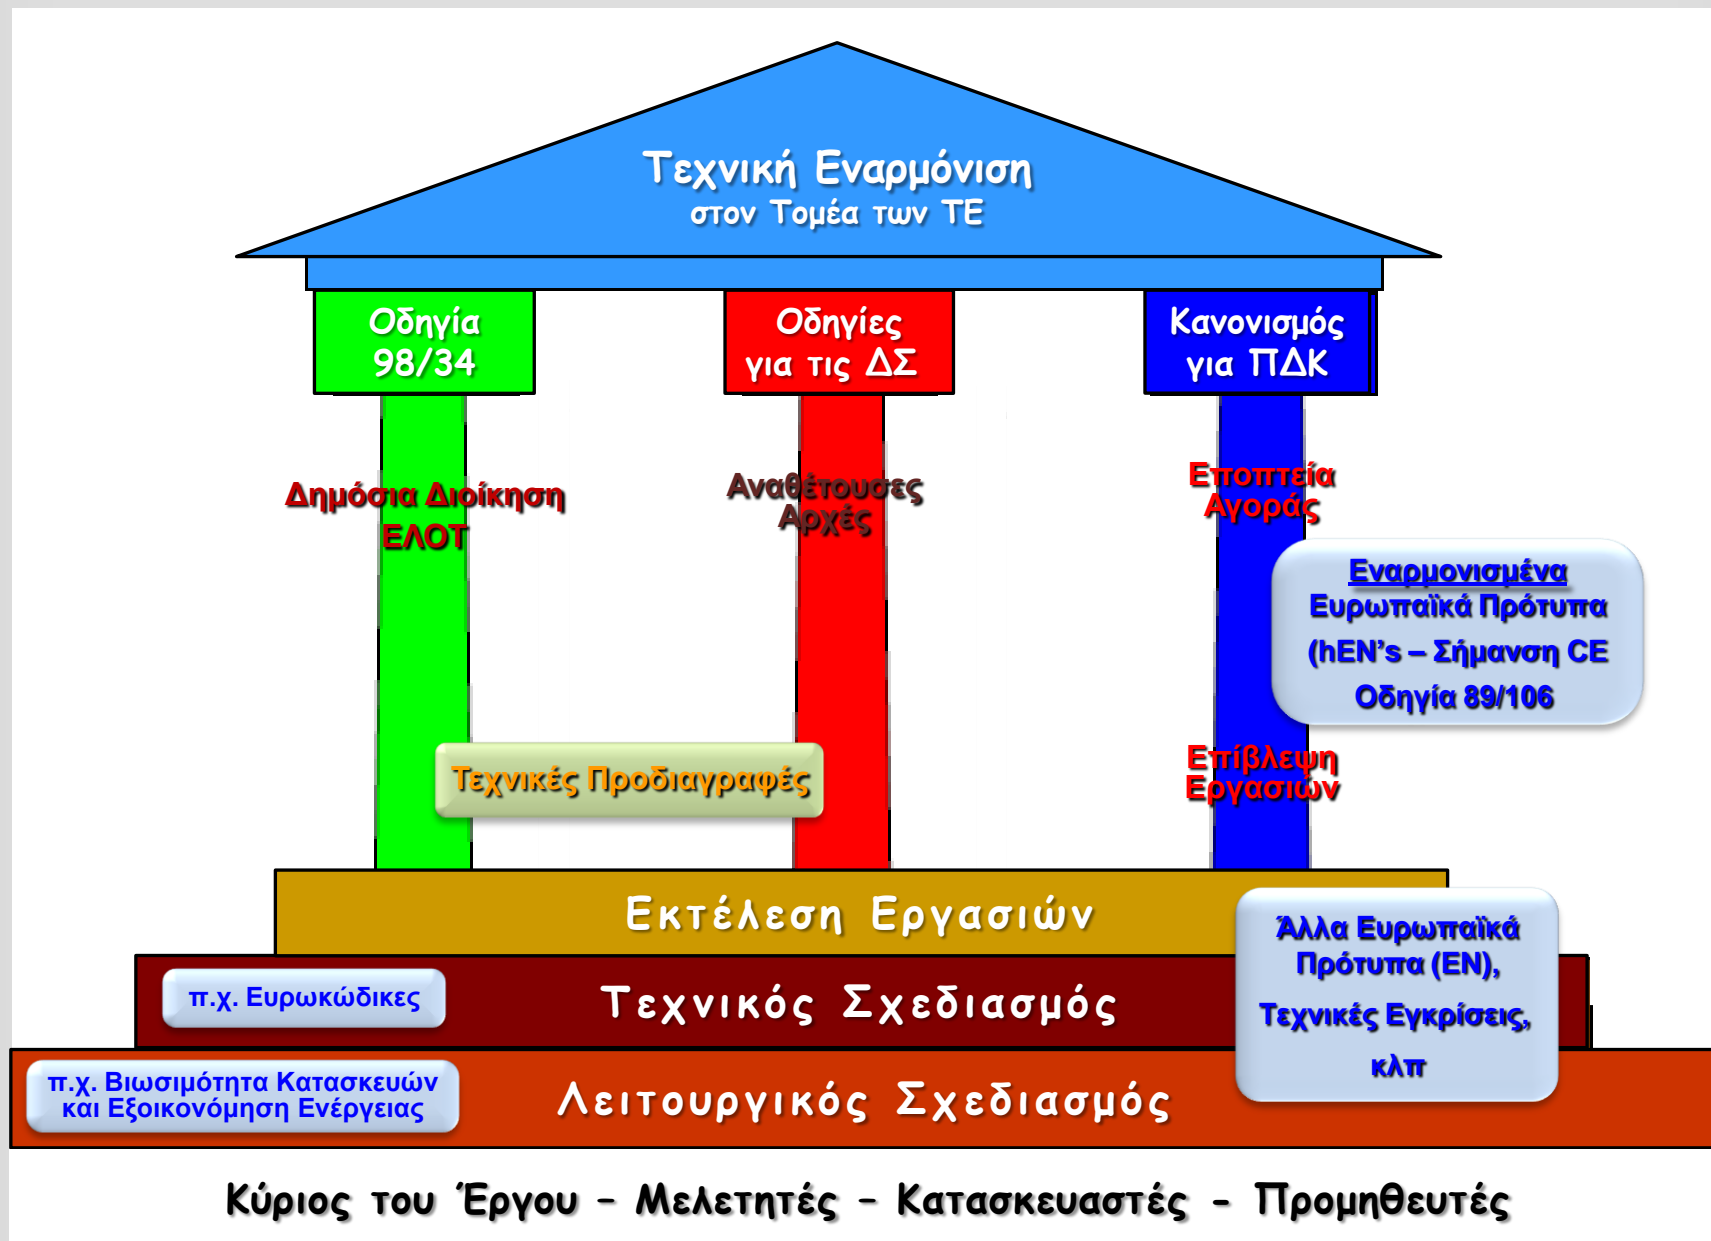 Τεχνική Εναρμόνιση
στον Τομέα των ΤΕ
Οδηγία
98/34
Οδηγίες
για τις ΔΣ
Κανονισμός
για ΠΔΚ
Δημόσια Διοίκηση
ΕΛΟΤ
Αναθέτουσες
Αρχές
Εποπτεία
Αγοράς
Εναρμονισμένα
Ευρωπαϊκά Πρότυπα
(hEN’s – Σήμανση CE
Οδηγία 89/106
Τεχνικές Προδιαγραφές
Επίβλεψη
Εργασιών
Εκτέλεση Εργασιών
Άλλα Ευρωπαϊκά
Πρότυπα (EN),
Τεχνικές Εγκρίσεις,
κλπ
π.χ. Ευρωκώδικες
Τεχνικός Σχεδιασμός
π.χ. Βιωσιμότητα Κατασκευών
και Εξοικονόμηση Ενέργειας
Λειτουργικός Σχεδιασμός
Κύριος του Έργου – Μελετητές – Κατασκευαστές - Προμηθευτές